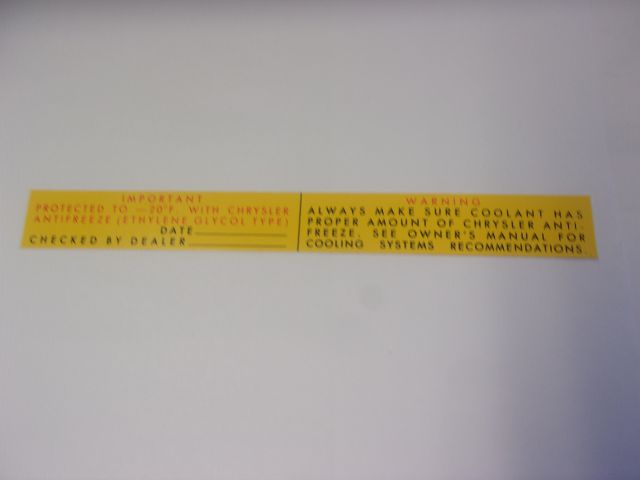 IMPORTANT
PROTECTED TO -20°F. WITH CHRYSLER
ANTIFREEZE (ETHYLENE GLYCOL TYPE)
DATE
CHECKED BY DEALER
WARNING
ALWAYS MAKE SURE COOLANT HAS
PROPER AMOUNT OF CHRYSLER ANTI-
FREEZE. SEE OWNER'S MANUAL FOR
COOLING SYSTEMS RECOMMENDATIONS.